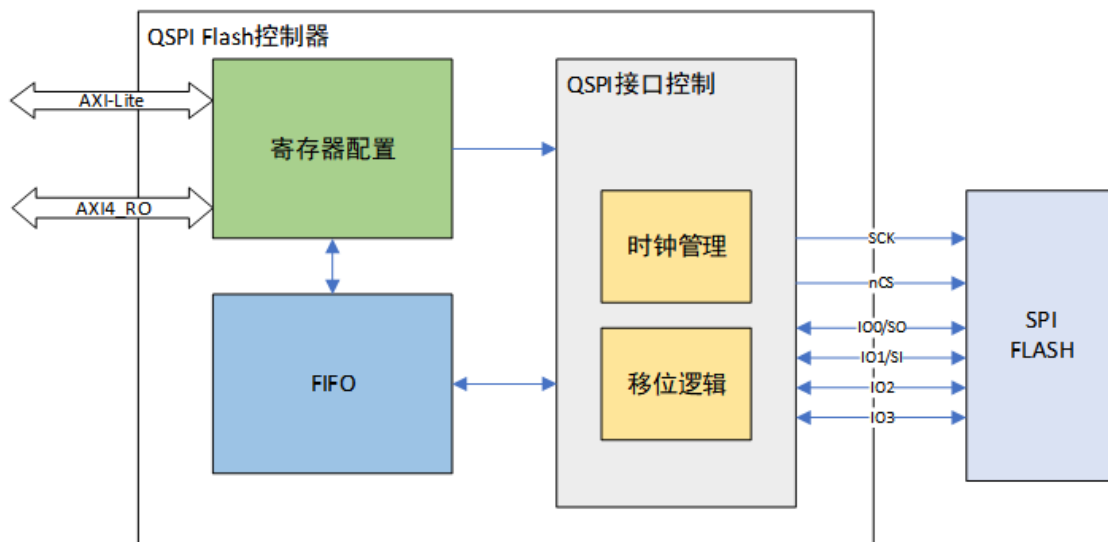 QSPI Flash控制器
AXI-Lite
AXI4_RO
寄存器配置
FIFO
QSPI接口控制
时钟管理
移位逻辑
SCK
nCS
IO0/SO
IO1/SI
IO2
IO3
SPI
FLASH